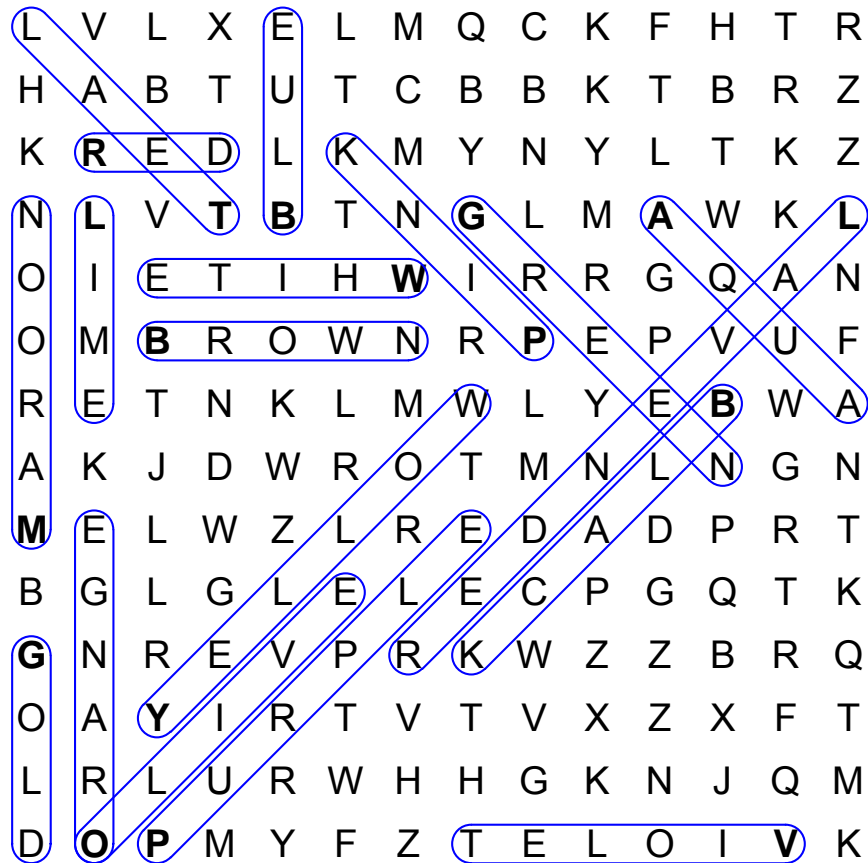 L V L X E L M Q C K F H T R
H A B T U T C B B K T B R Z
K R E D L K M Y N Y L T K Z
N L V T B T N G L M A W K L
O I E T I H W I R R G Q A N
O M B R O W N R P E P V U F
R E T N K L M W L Y E B W A
A K J D W R O T M N L N G N
M E L W Z L R E D A D P R T
B G L G L E L E C P G Q T K
G N R E V P R K W Z Z B R Q
O A Y I R T V T V X Z X F T
L R L U R W H H G K N J Q M
D O P M Y F Z T E L O I V K